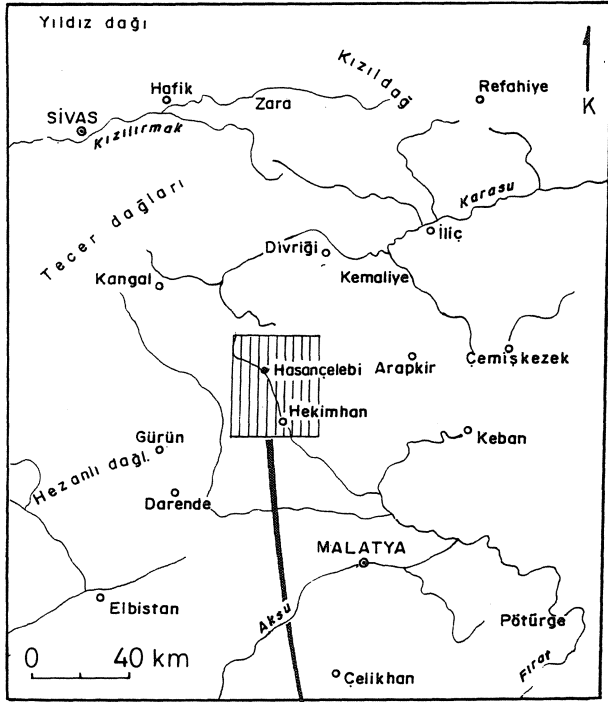 Yıldız dağı
Kızıldağ
Hafik
Zara
Refahiye
K
SİVAS
Kızılırmak
Karasu
Tecer dağları
İliç
Divriği
Kemaliye
Kangal
Hasançelebi
Arapkir
Çemişkezek
Hekimhan
Gürün
Keban
Hezanlı dağl.
Darende
MALATYA
Elbistan
Aksu
Pötürge
0 40 km
Çelikhan
Fırat